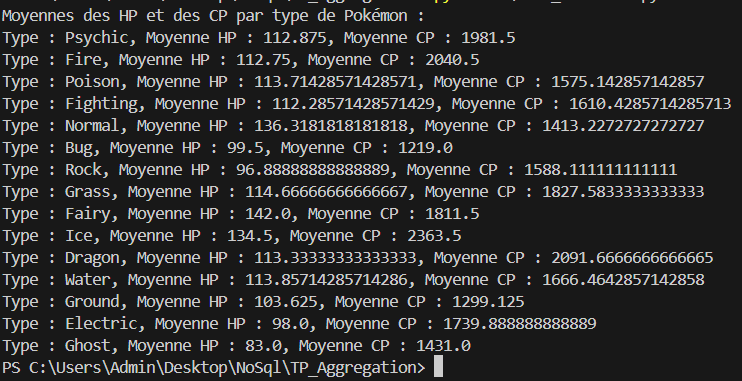 Moyennes des HP et des CP par type de Pokémon :
Type : Psychic, Moyenne HP : 112.875, Moyenne CP : 1981.5
Type : Fire, Moyenne HP : 112.75, Moyenne CP : 2040.5
Type : Poison, Moyenne HP : 113.71428571428571, Moyenne CP : 1575.142857142857
Type : Fighting, Moyenne HP : 112.28571428571429, Moyenne CP : 1610.4285714285713
Type : Normal, Moyenne HP : 136.3181818181818, Moyenne CP : 1413.2272727272727
Type : Bug, Moyenne HP : 99.5, Moyenne CP : 1219.0
Type : Rock, Moyenne HP : 96.88888888888889, Moyenne CP : 1588.111111111111
Type : Grass, Moyenne HP : 114.66666666666667, Moyenne CP : 1827.5833333333333
Type : Fairy, Moyenne HP : 142.0, Moyenne CP : 1811.5
Type : Ice, Moyenne HP : 134.5, Moyenne CP : 2363.5
Type : Dragon, Moyenne HP : 113.33333333333333, Moyenne CP : 2091.6666666666665
Type : Water, Moyenne HP : 113.85714285714286, Moyenne CP : 1666.4642857142858
Type : Ground, Moyenne HP : 103.625, Moyenne CP : 1299.125
Type : Electric, Moyenne HP : 98.0, Moyenne CP : 1739.888888888889
Type : Ghost, Moyenne HP : 83.0, Moyenne CP : 1431.0
PS C:\Users\Admin\Desktop\NoSql\TP_Aggregation>